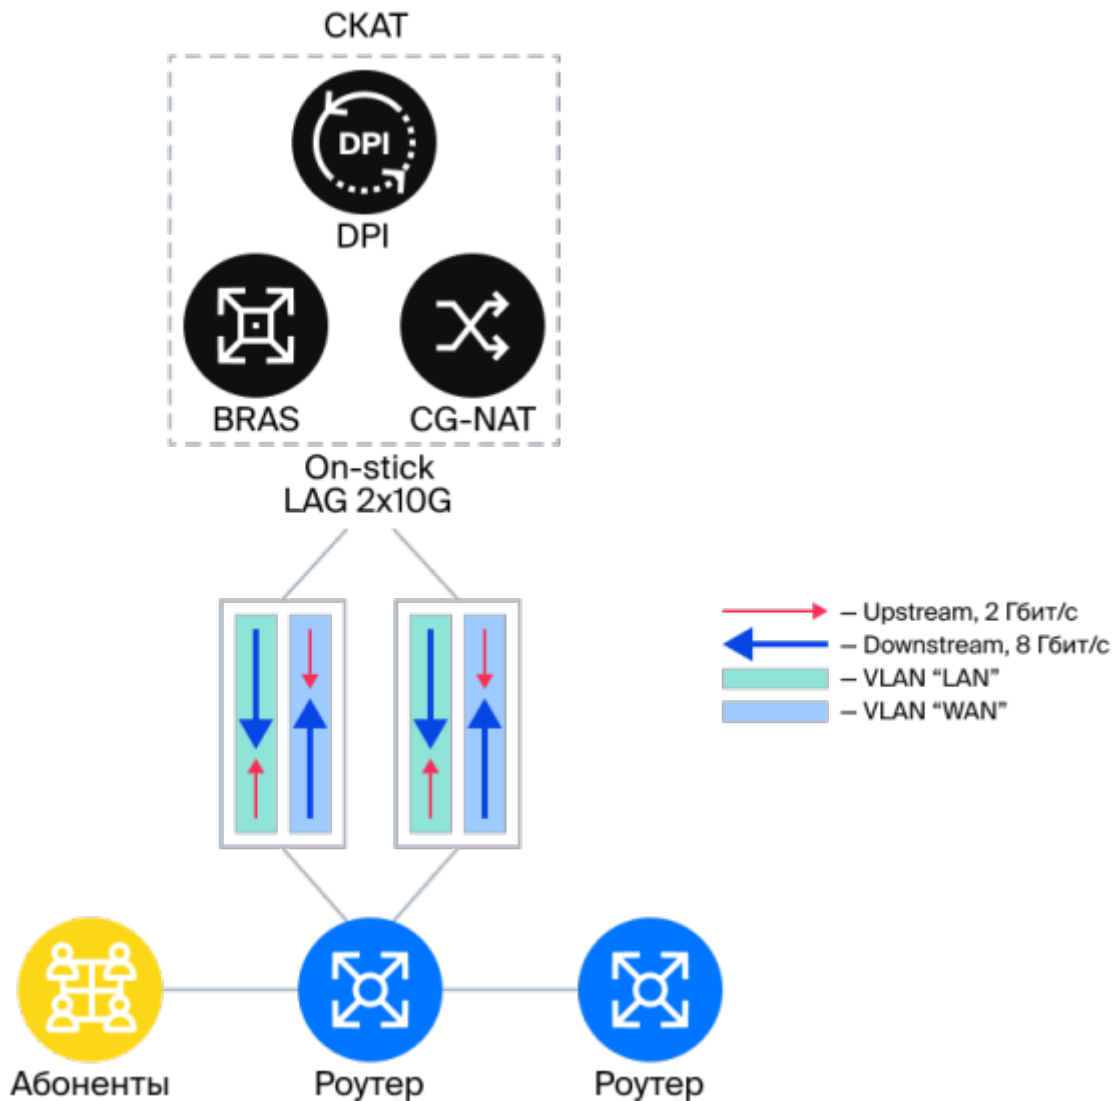 СКАТ
DPI
DPI
BRAS
CG-NAT
On-stick
LAG 2x10G
– Upstream, 2 Гбит/с
– Downstream, 8 Гбит/с
– VLAN “LAN”
– VLAN “WAN”
Абоненты
Роутер
Роутер